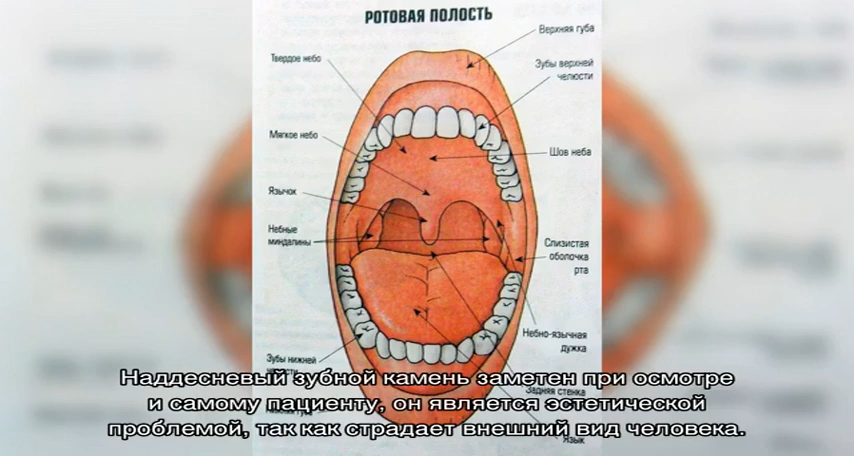 РОТОВАЯ ПОЛОСТЬ
Верхняя губа
Твердое небо
Зубы верхней
челюсти
Мягкое небо
Шов неба
Язычок
Небные
миндалины
Слизистая
оболочка
рта
Небно-язычная
дужка
Зубы нижней
Задняя стенка
Язык
Наддесневый зубной камень заметен при осмотре
и самому пациенту, он является эстетической
проблемой, так как страдает внешний вид человека.